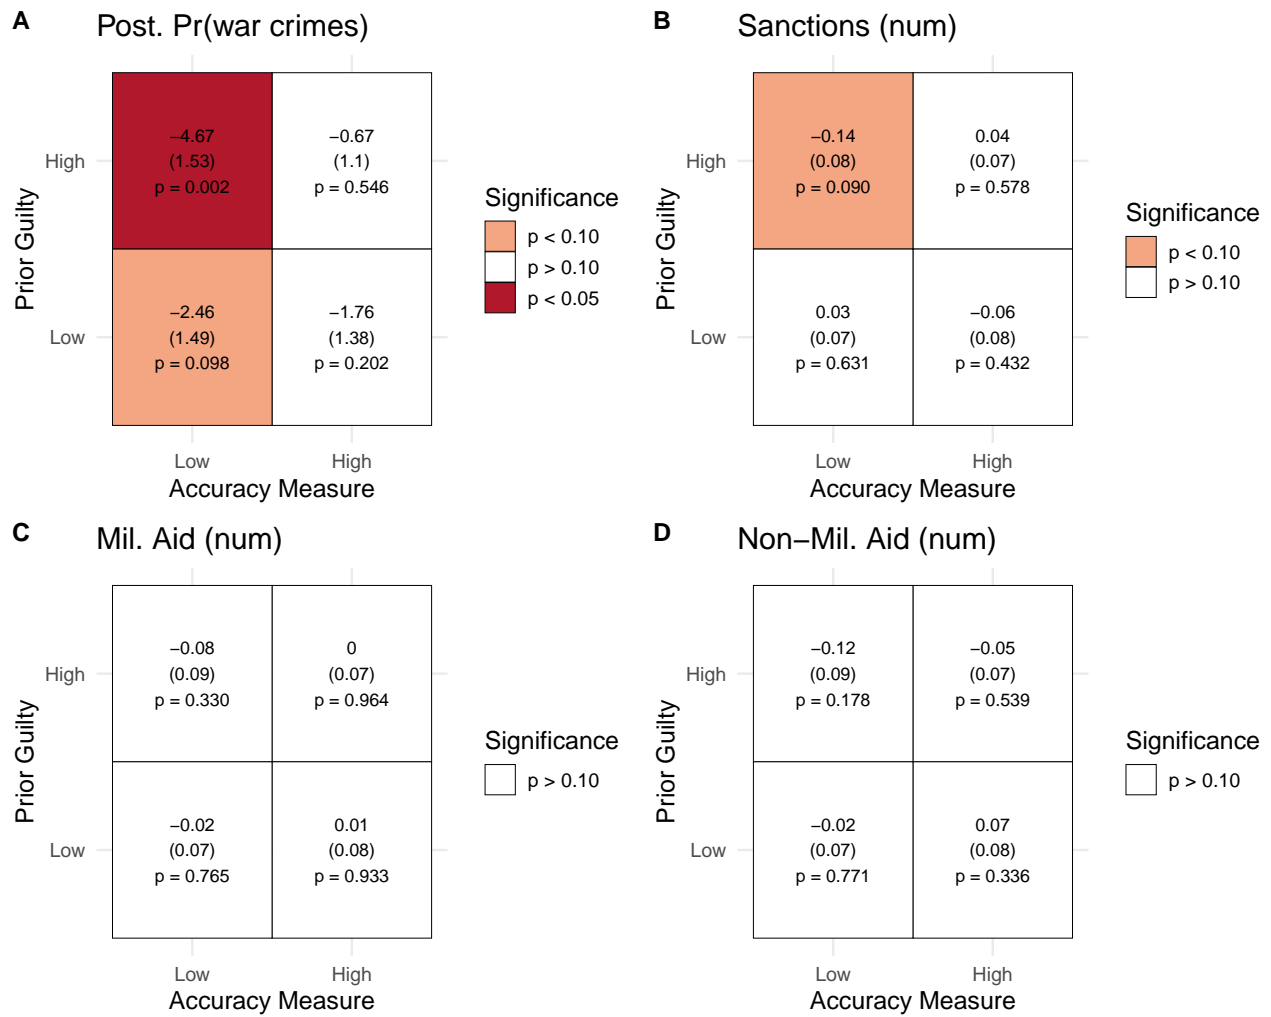 A
Post. Pr(war crimes)
Prior Guilty
High
Low
−4.67
(1.53)
p = 0.002
−0.67
(1.1)
p = 0.546
−2.46
(1.49)
p = 0.098
−1.76
(1.38)
p = 0.202
Low
High
Accuracy Measure
Significance
p < 0.10
p > 0.10
p < 0.05
B
Sanctions (num)
Prior Guilty
High
Low
−0.14
(0.08)
p = 0.090
0.04
(0.07)
p = 0.578
0.03
(0.07)
p = 0.631
−0.06
(0.08)
p = 0.432
Low
High
Accuracy Measure
Significance
p < 0.10
p > 0.10
C
Mil. Aid (num)
Prior Guilty
High
Low
−0.08
(0.09)
p = 0.330
0
(0.07)
p = 0.964
−0.02
(0.07)
p = 0.765
0.01
(0.08)
p = 0.933
Low
High
Accuracy Measure
Significance
p > 0.10
D
Non−Mil. Aid (num)
Prior Guilty
High
Low
−0.12
(0.09)
p = 0.178
−0.05
(0.07)
p = 0.539
−0.02
(0.07)
p = 0.771
0.07
(0.08)
p = 0.336
Low
High
Accuracy Measure
Significance
p > 0.10